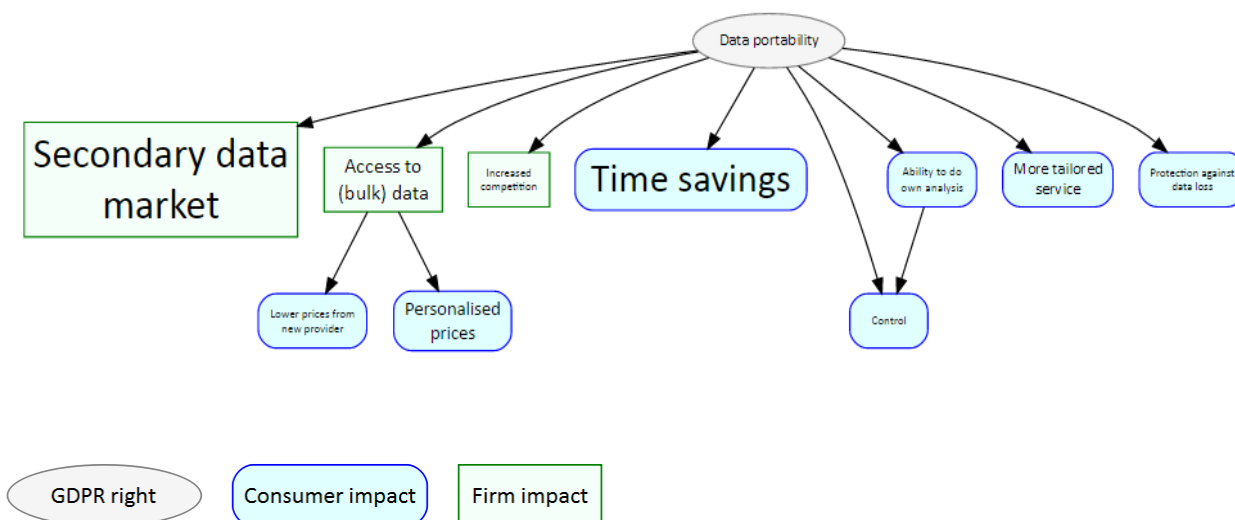 Data portability
Secondary data
market
Access to
(bulk) data
Increased
competition
Time savings
Ability to do
own analysis
More tailored
service
Protection against
data loss
Lower prices from
new provider
Personalised
prices
Control
GDPR right
Consumer impact
Firm impact